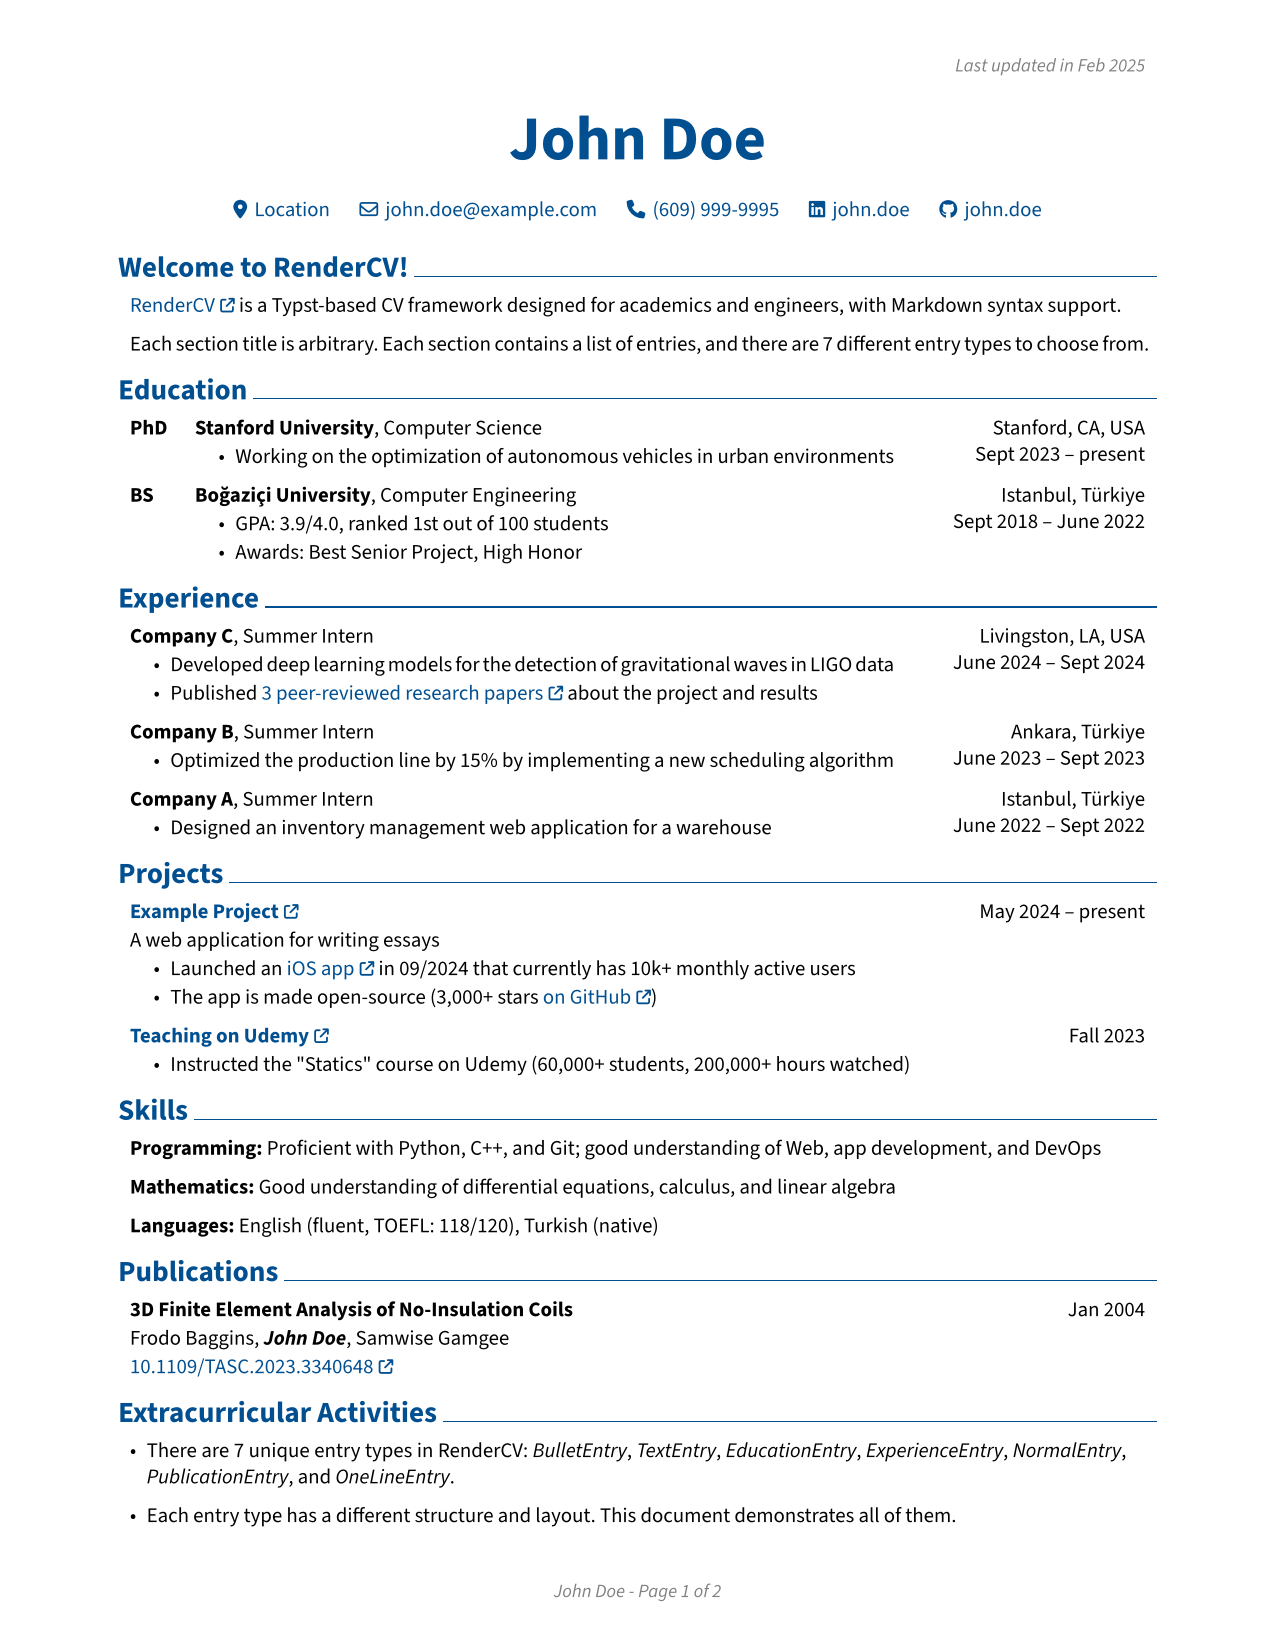 Last updated in Feb 2025
John Doe
Location john.doe@example.com (609) 999-9995 john.doe john.doe
Welcome to RenderCV!
RenderCV is a Typst-based CV framework designed for academics and engineers, with Markdown syntax support.
Each section title is arbitrary. Each section contains a list of entries, and there are 7 different entry types to choose from.
Education
PhD Stanford University, Computer Science Stanford, CA, USA
• Working on the optimization of autonomous vehicles in urban environments Sept 2023 – present
BS Boğaziçi University, Computer Engineering Istanbul, Türkiye
• GPA: 3.9/4.0, ranked 1st out of 100 students Sept 2018 – June 2022
• Awards: Best Senior Project, High Honor
Experience
Company C, Summer Intern Livingston, LA, USA
• Developed deep learning models for the detection of gravitational waves in LIGO data June 2024 – Sept 2024
• Published 3 peer-reviewed research papers about the project and results
Company B, Summer Intern Ankara, Türkiye
• Optimized the production line by 15% by implementing a new scheduling algorithm June 2023 – Sept 2023
Company A, Summer Intern Istanbul, Türkiye
• Designed an inventory management web application for a warehouse June 2022 – Sept 2022
Projects
Example Project May 2024 – present
A web application for writing essays
• Launched an iOS app in 09/2024 that currently has 10k+ monthly active users
• The app is made open-source (3,000+ stars on GitHub)
Teaching on Udemy Fall 2023
• Instructed the "Statics" course on Udemy (60,000+ students, 200,000+ hours watched)
Skills
Programming: Proficient with Python, C++, and Git; good understanding of Web, app development, and DevOps
Mathematics: Good understanding of differential equations, calculus, and linear algebra
Languages: English (fluent, TOEFL: 118/120), Turkish (native)
Publications
3D Finite Element Analysis of No-Insulation Coils Jan 2004
Frodo Baggins, John Doe, Samwise Gamgee
10.1109/TASC.2023.3340648
Extracurricular Activities
• There are 7 unique entry types in RenderCV: BulletEntry, TextEntry, EducationEntry, ExperienceEntry, NormalEntry,
PublicationEntry, and OneLineEntry.
• Each entry type has a different structure and layout. This document demonstrates all of them.
John Doe - Page 1 of 2